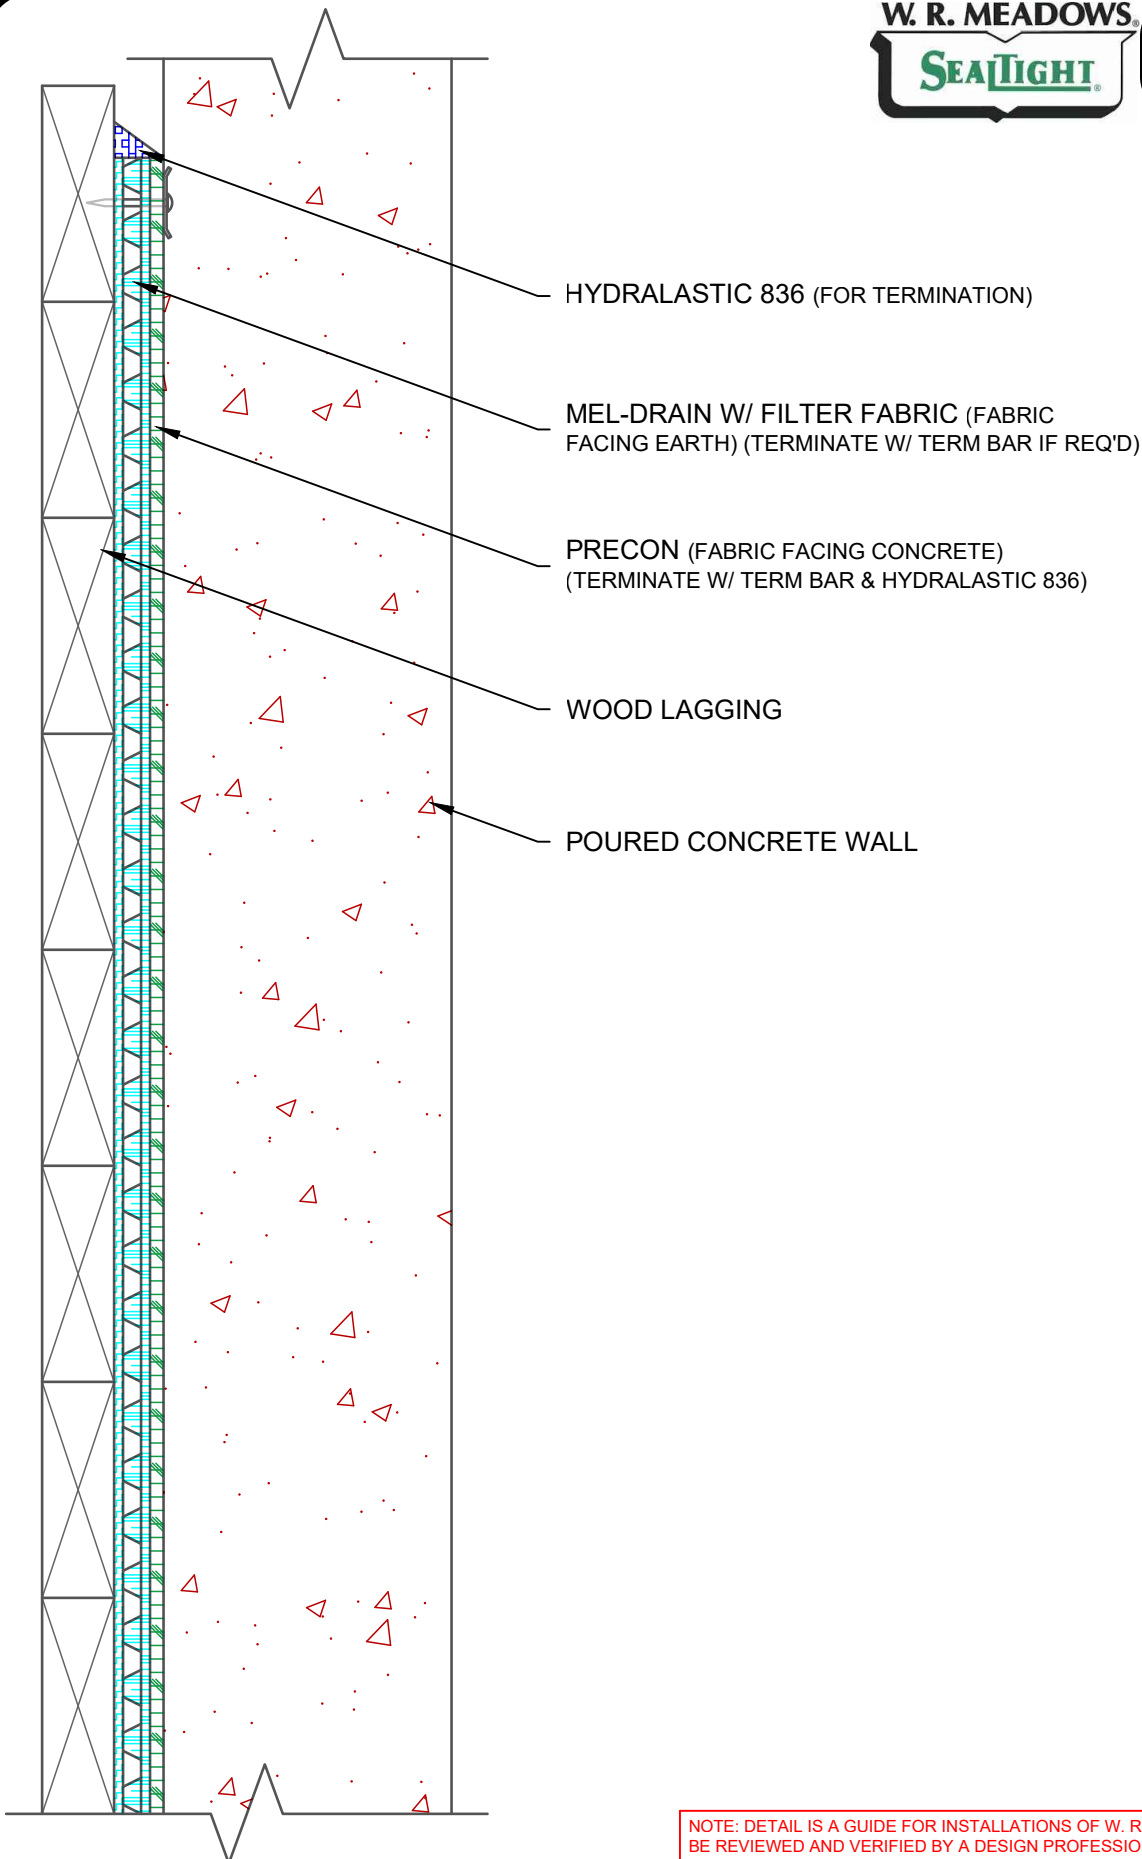 W. R. MEADOWS®
SEALTIGHT®
HYDRALASTIC 836 (FOR TERMINATION)
MEL-DRAIN W/ FILTER FABRIC (FABRIC
FACING EARTH) (TERMINATE W/ TERM BAR IF REQ'D)
PRECON (FABRIC FACING CONCRETE)
(TERMINATE W/ TERM BAR & HYDRALASTIC 836)
WOOD LAGGING
POURED CONCRETE WALL
NOTE: DETAIL IS A GUIDE FOR INSTALLATIONS OF W. R
BE REVIEWED AND VERIFIED BY A DESIGN PROFESSIO